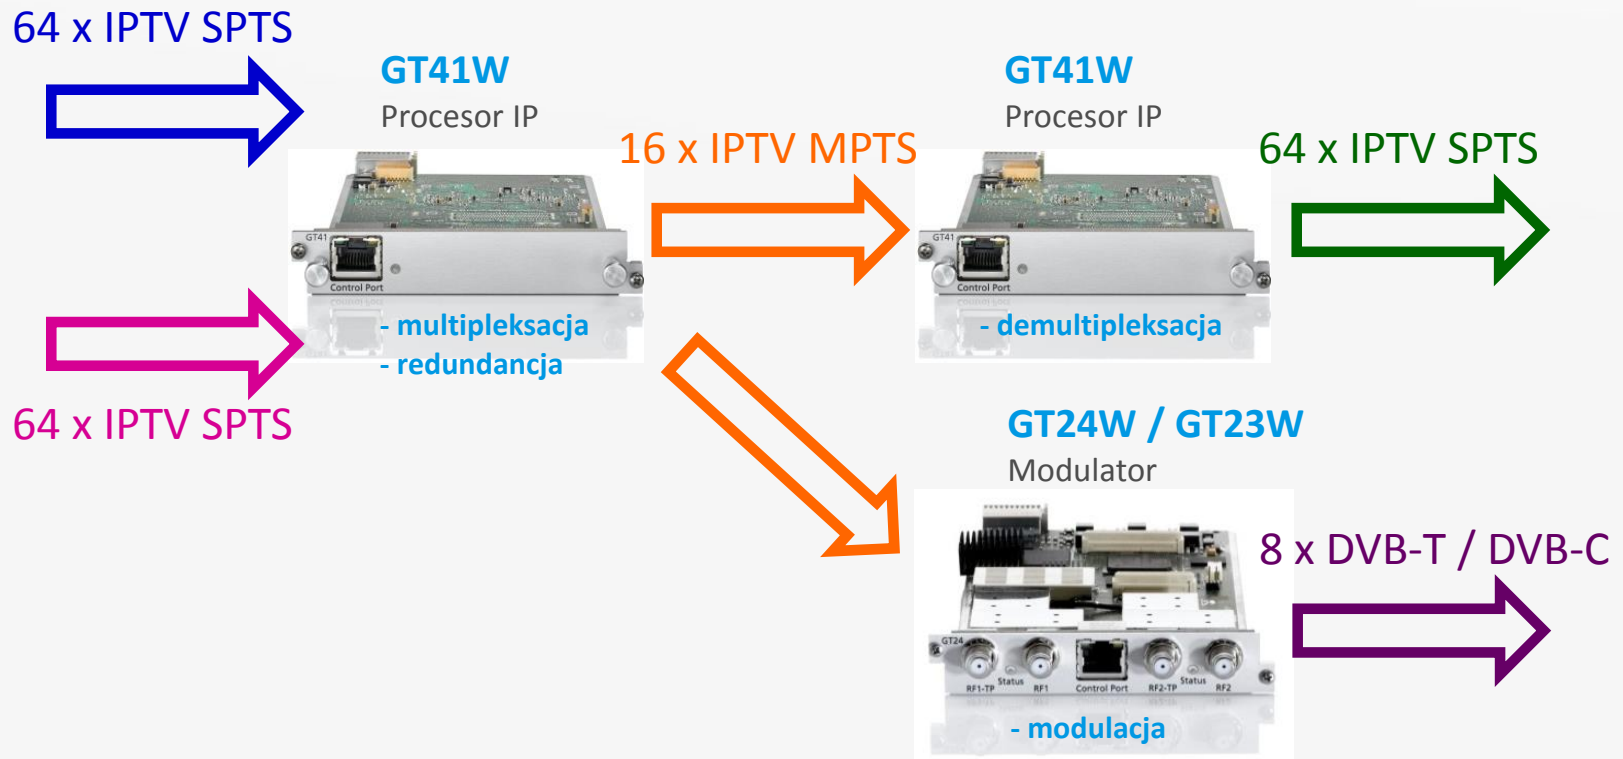 64 x IPTV SPTS
GT41W
Procesor IP
GT41W
Procesor IP
16 x IPTV MPTS
64 x IPTV SPTS
GT41
Control Port
GT41
Control Port
- multipleksacja
- redundancja
- demultipleksacja
64 x IPTV SPTS
GT24W / GT23W
Modulator
8 x DVB-T / DVB-C
GT24
RF1-TP Status RF1 Control Port RF2-TP Status RF2
- modulacja